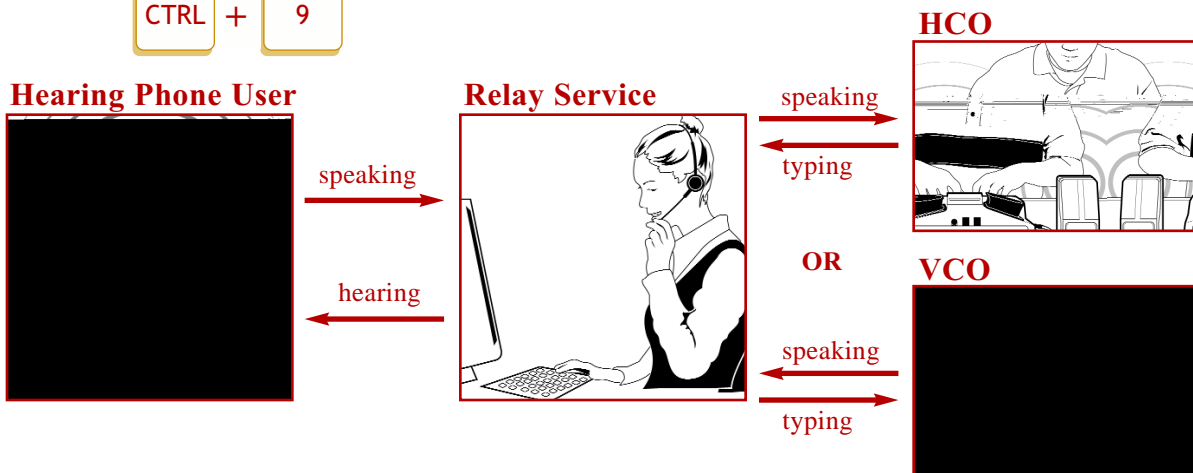 CTRL + 9
HCO
Hearing Phone User
Relay Service
speaking
typing
speaking
hearing
OR
VCO
speaking
typing